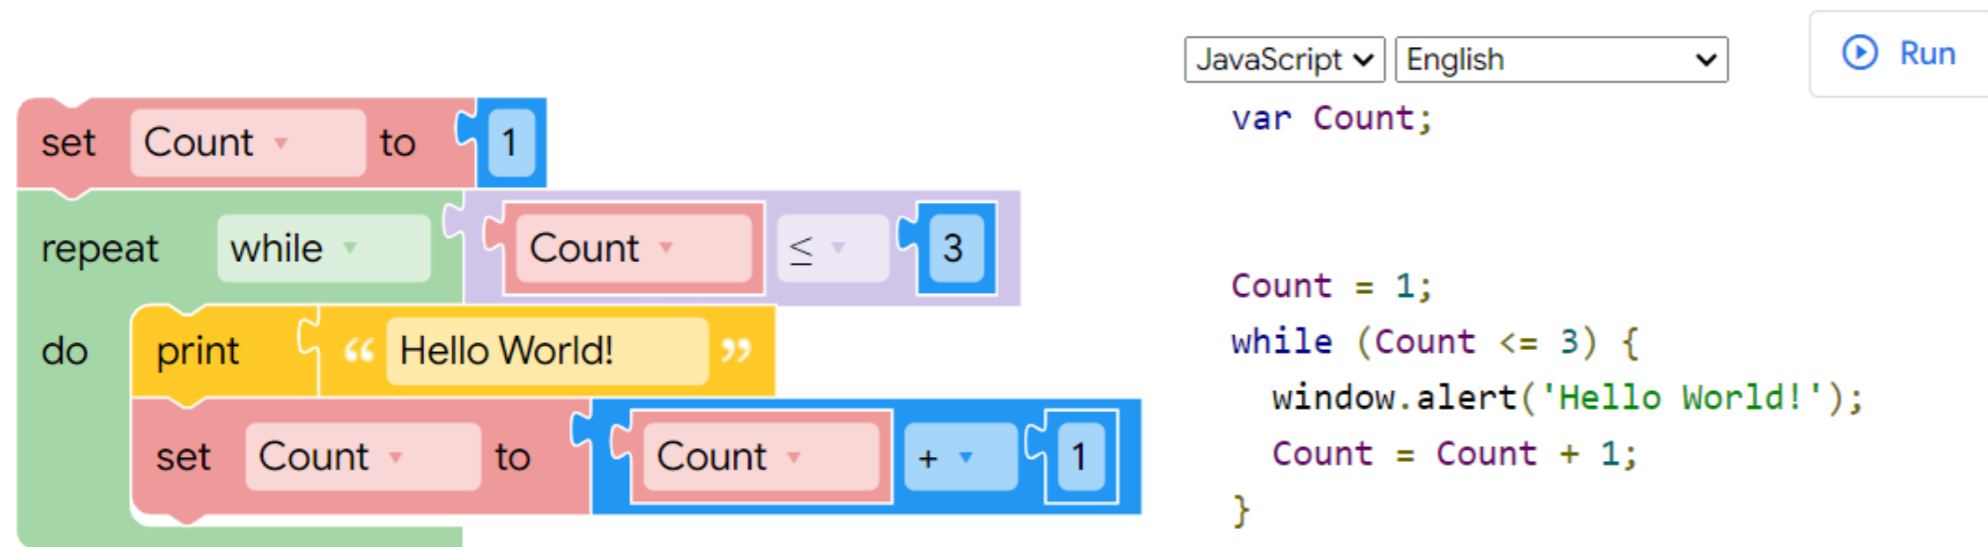 set Count to 1
repeat while Count ≤ 3
do print “ Hello World! ”
set Count to Count + 1
JavaScript English
Run
var Count;
Count = 1;
while (Count <= 3) {
window.alert('Hello World!');
Count = Count + 1;
}